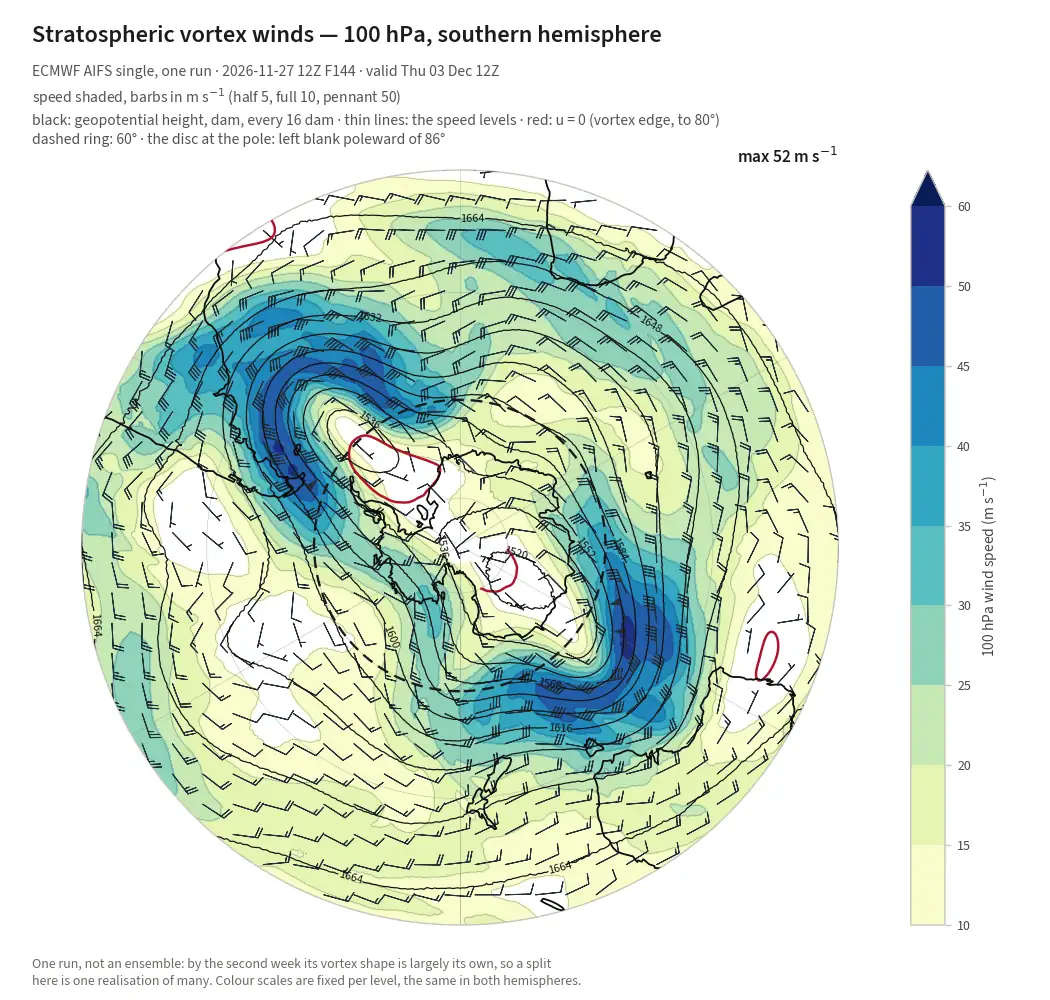 Stratospheric vortex winds — 100 hPa, southern hemisphere
ECMWF AIFS single, one run · 2026-11-27 12Z F144 · valid Thu 03 Dec 12Z
speed shaded, barbs in m s−1 (half 5, full 10, pennant 50)
black: geopotential height, dam, every 16 dam · thin lines: the speed levels · red: u = 0 (vortex edge, to 80°)
dashed ring: 60° · the disc at the pole: left blank poleward of 86°
max 52 m s−1
1664
1632
1648
1536
1520
1536
1552
1584
1600
1664
1568
1616
1664
1664
60
50
45
40
35
30
25
20
15
10
100 hPa wind speed (m s−1)
One run, not an ensemble: by the second week its vortex shape is largely its own, so a split
here is one realisation of many. Colour scales are fixed per level, the same in both hemispheres.